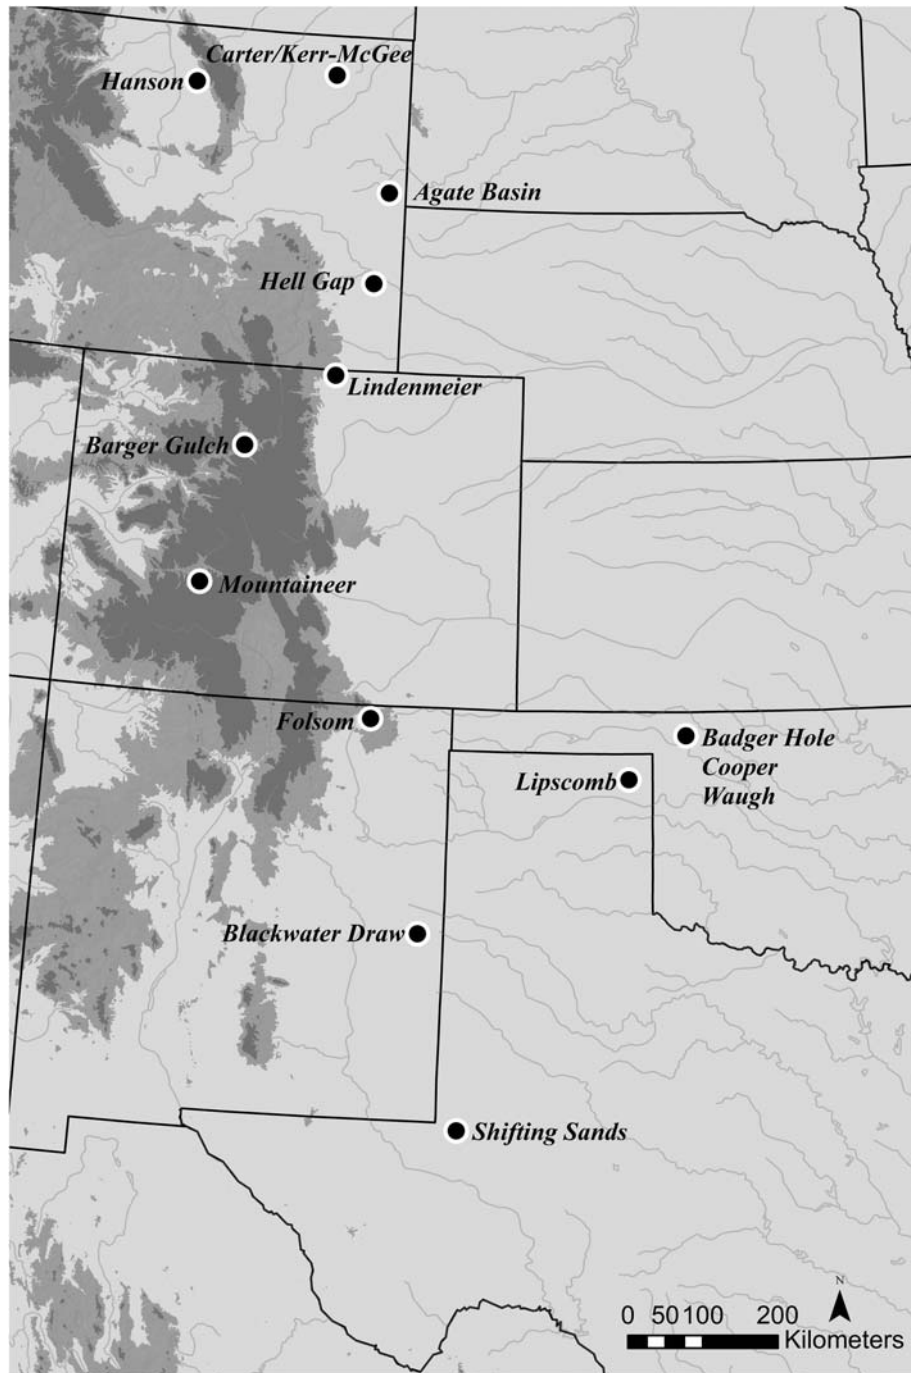 Carter/Kerr-McGee
Hanson
Agate Basin
Hell Gap
Lindenmeier
Barger Gulch
Mountaineer
Folsom
Badger Hole
Cooper
Waugh
Lipscomb
Blackwater Draw
Shifting Sands
N
0 50 100 200
Kilometers